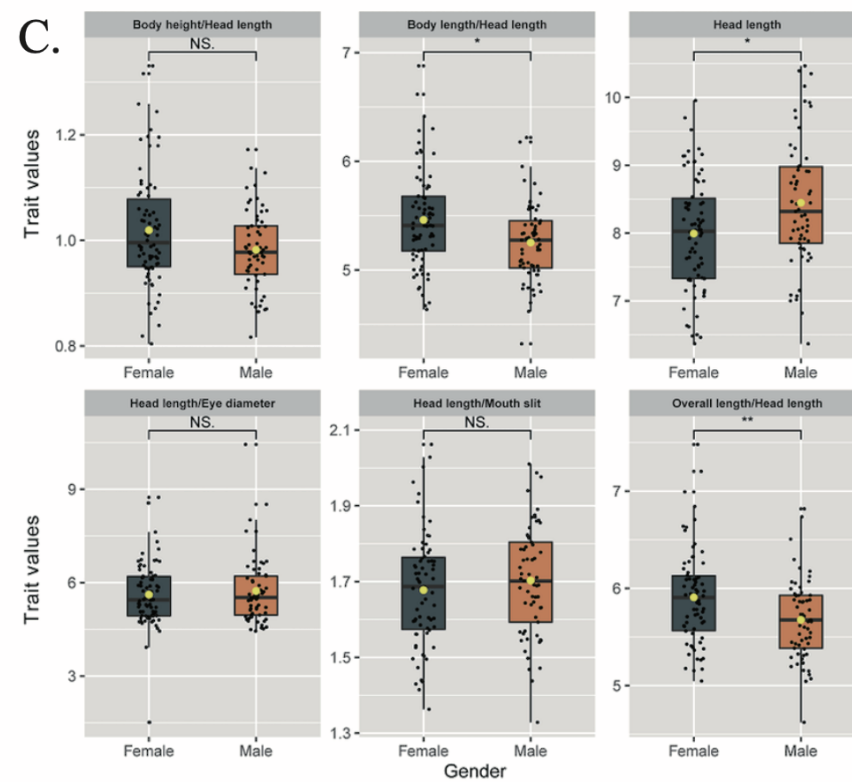 C.
Body height/Head length
Body length/Head length
Head length
NS.
*
*
Trait values
1.2
1.0
0.8
7
6
5
10
9
8
7
Female
Male
Female
Male
Female
Male
Head length/Eye diameter
Head length/Mouth slit
Overall length/Head length
NS.
NS.
**
Trait values
9
6
3
2.1
1.9
1.7
1.5
1.3
7
6
5
Female
Male
Female
Male
Female
Male
Gender